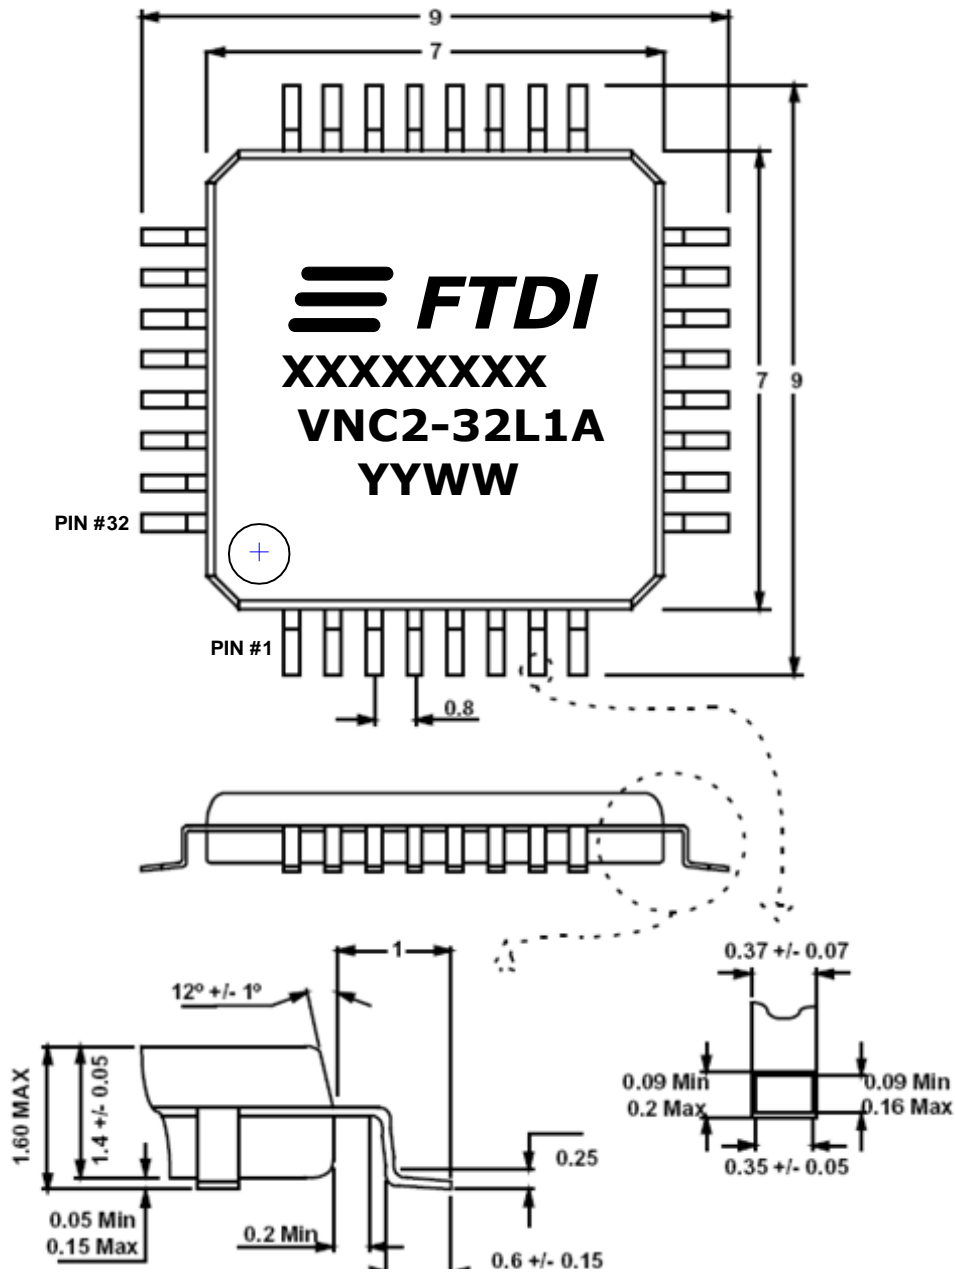 9
7
FTDI
XXXXXXXX
VNC2-32L1A
YYWW
7 9
PIN #32
PIN #1
0.8
1
0.37 +/- 0.07
12º +/- 1º
1.60 MAX
1.4 +/- 0.05
0.09 Min
0.2 Max
0.09 Min
0.16 Max
0.25
0.35 +/- 0.05
0.05 Min
0.15 Max
0.2 Min
0.6 +/- 0.15